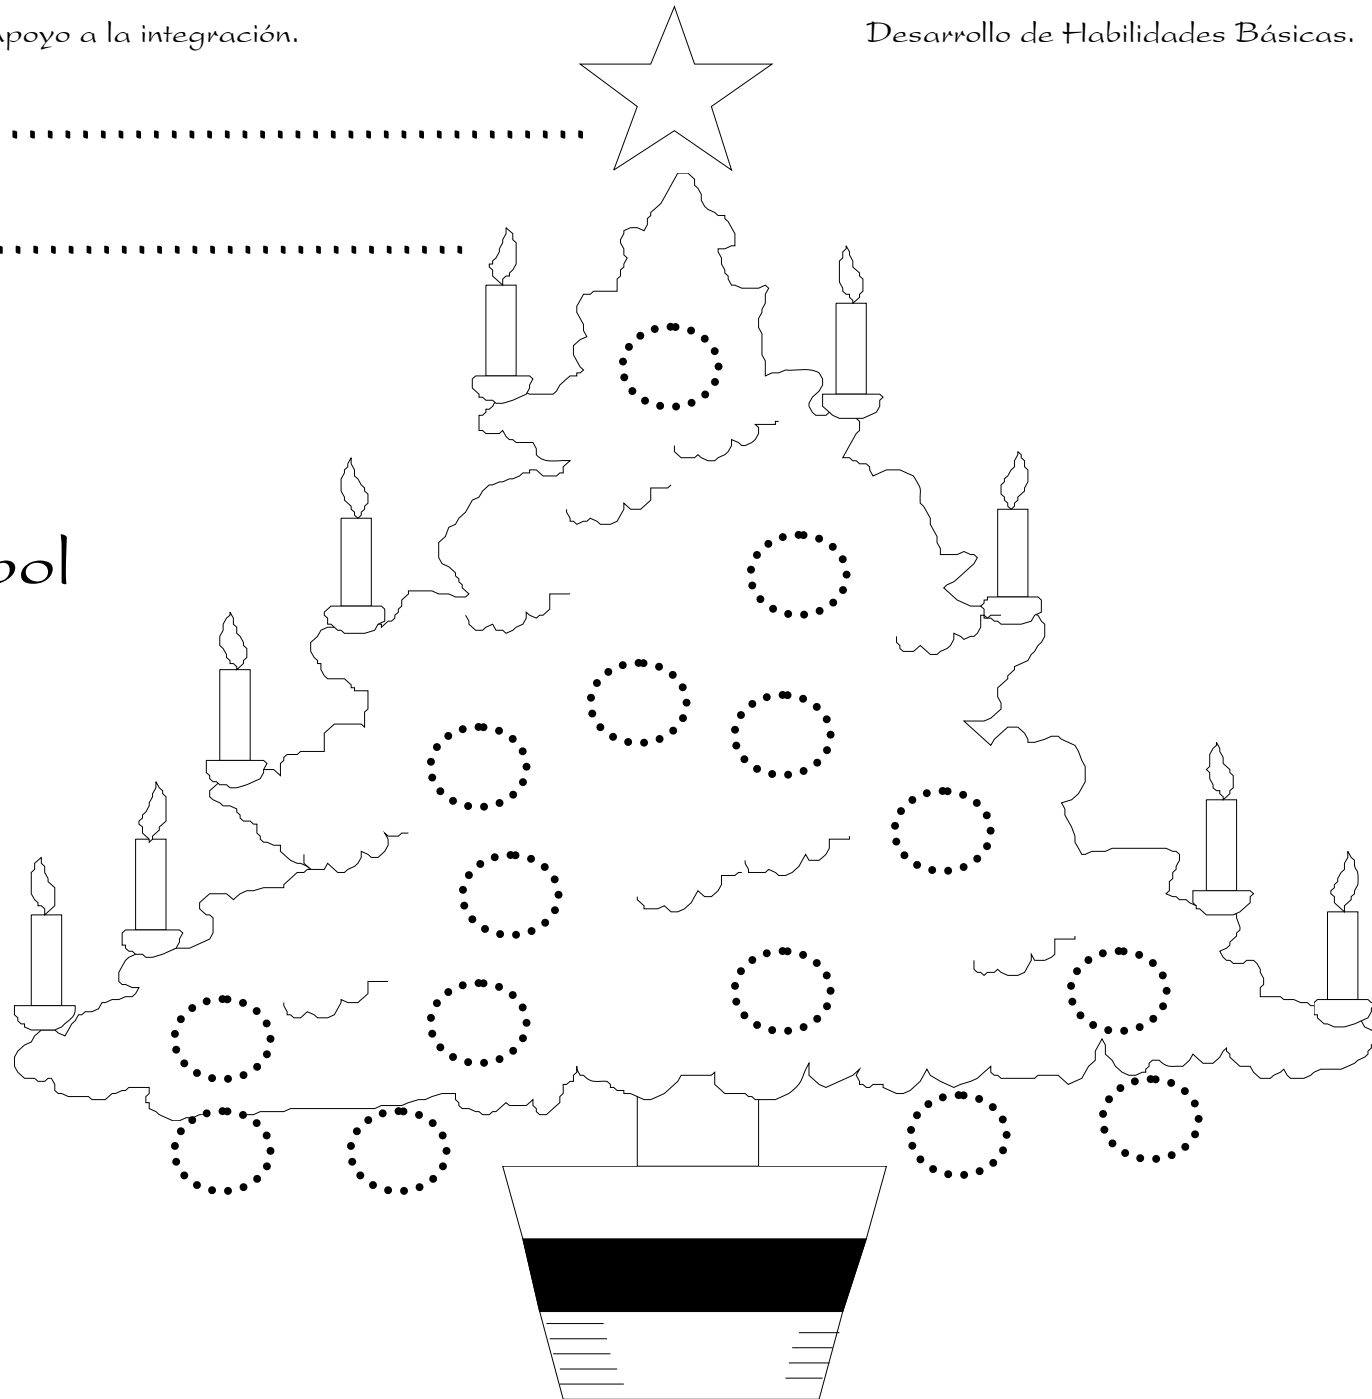 Apoyo a la integración.
Desarrollo de Habilidades Básicas.